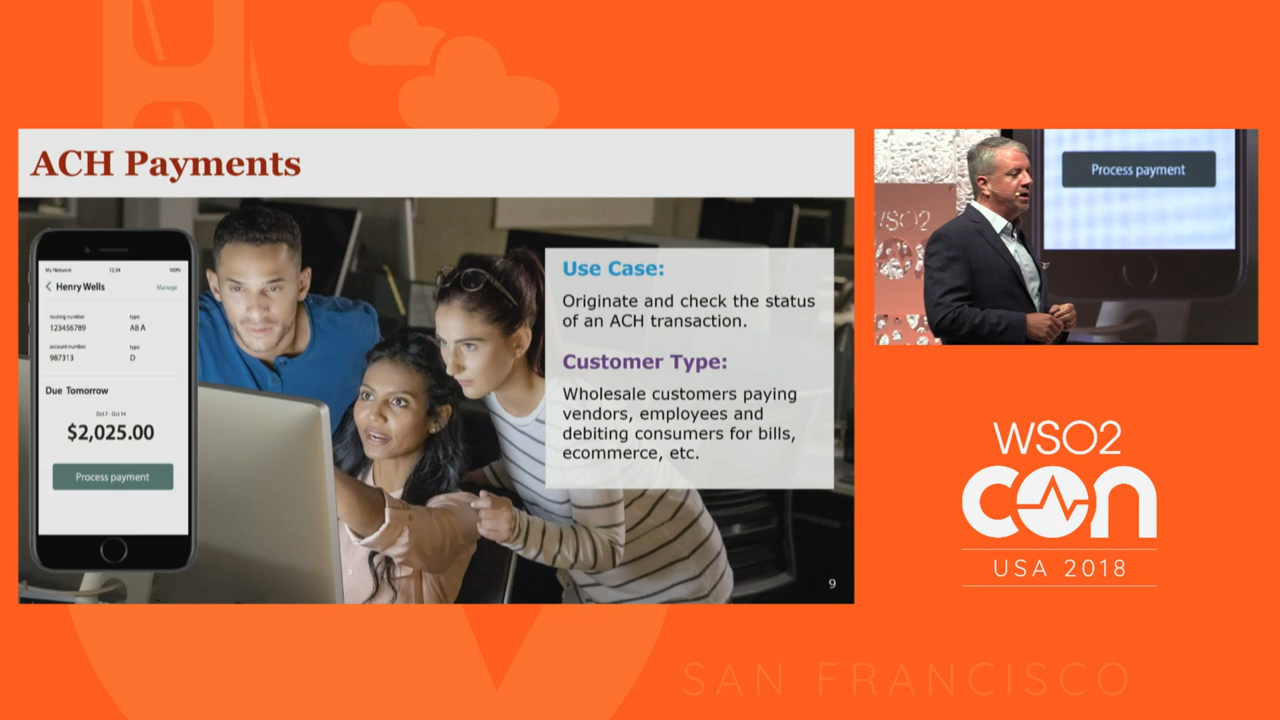 ACH Payments
My Network 12:34 100%
Henry Wells Manage
routing number type
123456789 AB A
account number type
987313 D
Due Tomorrow
Oct 7 - Oct 14
$2,025.00
Process payment
Use Case:
Originate and check the status
of an ACH transaction.
Customer Type:
Wholesale customers paying
vendors, employees and
debiting consumers for bills,
ecommerce, etc.
9
Process payment
WSO2
WSO2
con
USA 2018
SAN FRANCISCO